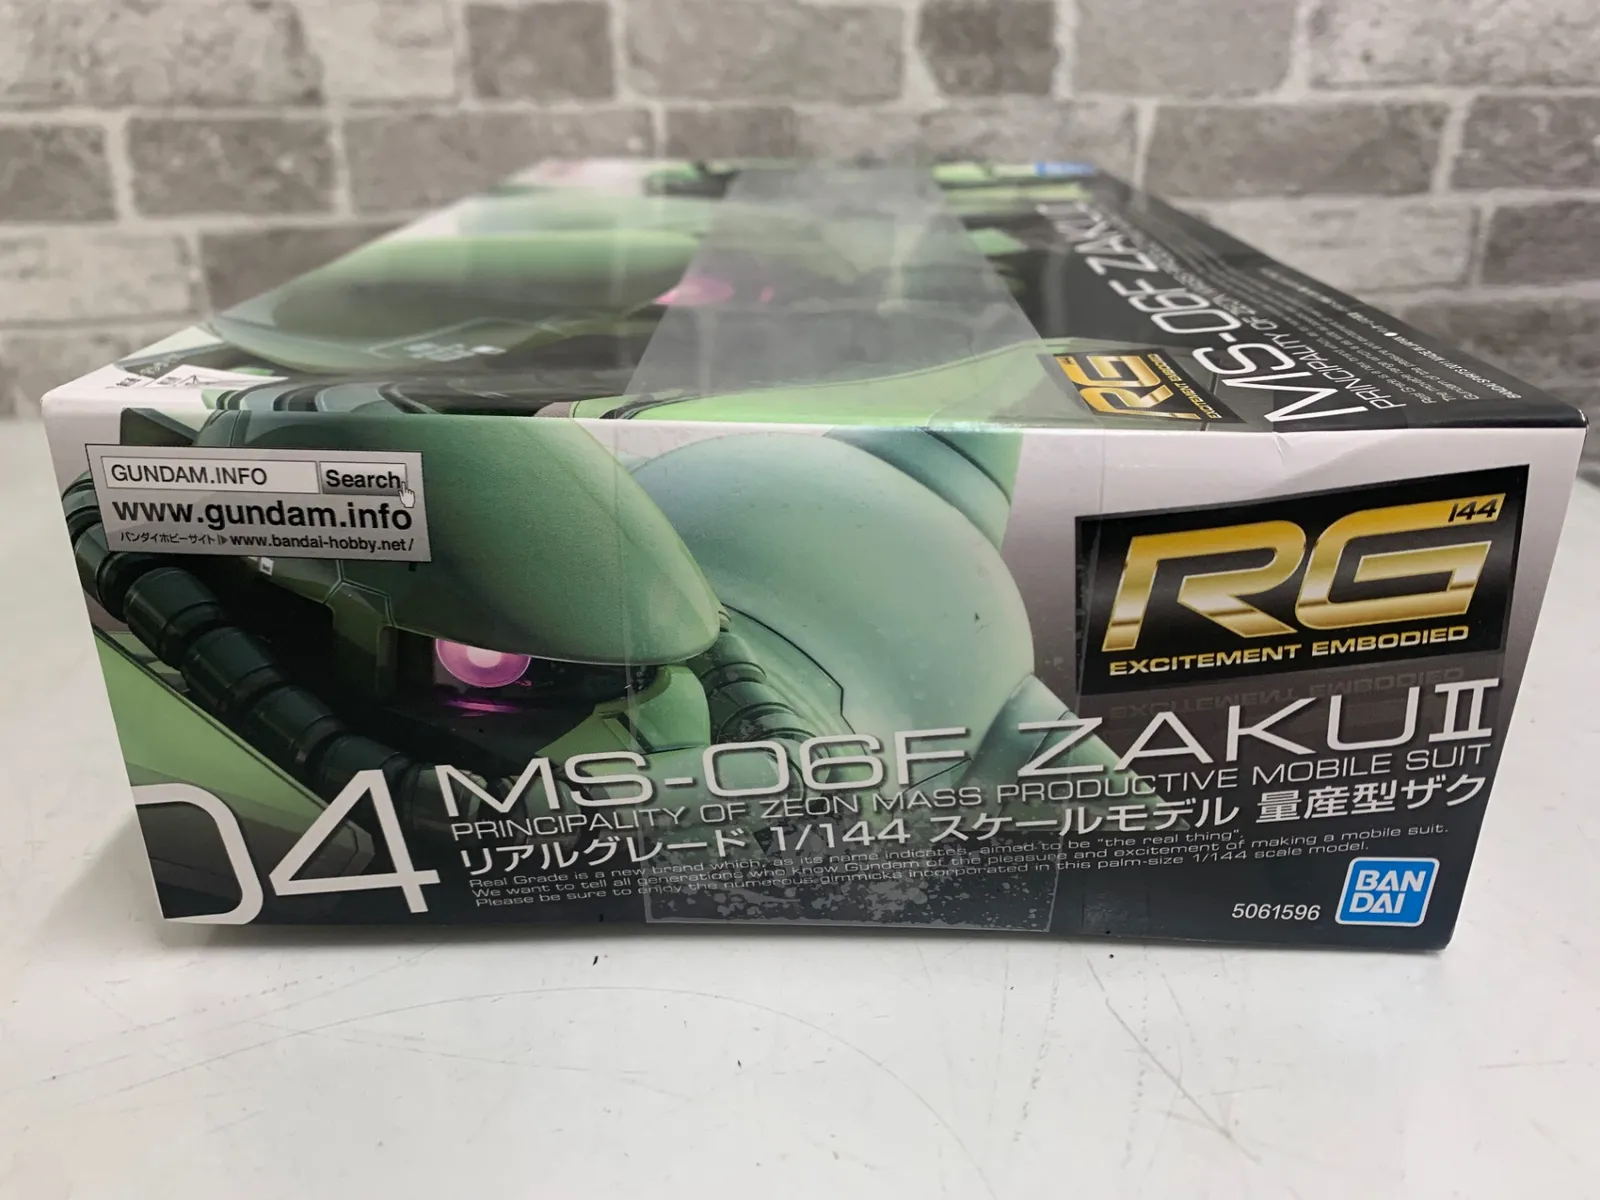 RG
EXCITEMENT EMBODIED
MS-06F ZAKU II
GUNDAM.INFO Search
www.gundam.info
バンダイホビーサイト▶www.bandai-hobby.net/
RG 1/144
EXCITEMENT EMBODIED
04
MS-06F ZAKU II
PRINCIPALITY OF ZEON MASS PRODUCTIVE MOBILE SUIT
リアルグレード 1/144 スケールモデル 量産型ザク
Real Grade is a new brand which, as its name indicates, aimed to be "the real thing".
We want to tell all generations who know Gundam of the pleasure and excitement of making a mobile suit.
Please be sure to enjoy the numerous gimmicks incorporated in this palm-size 1/144 scale model.
5061596
BANDAI